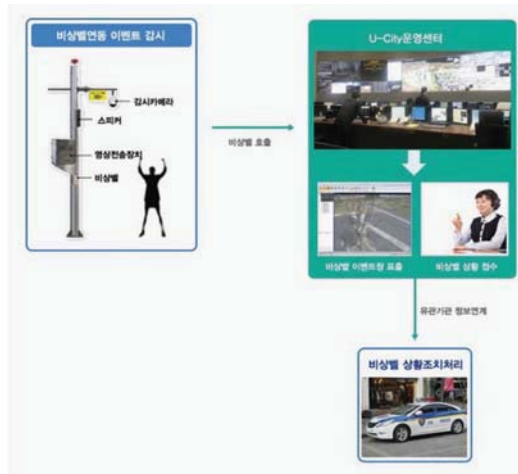 비상벨연동 이벤트 감시
감시카메라
스피커
영상전송장치
비상벨
비상벨 호출
U-City운영센터
비상벨 이벤트창 표출
비상벨 상황 접수
유관기관 정보연계
비상벨 상황조치처리